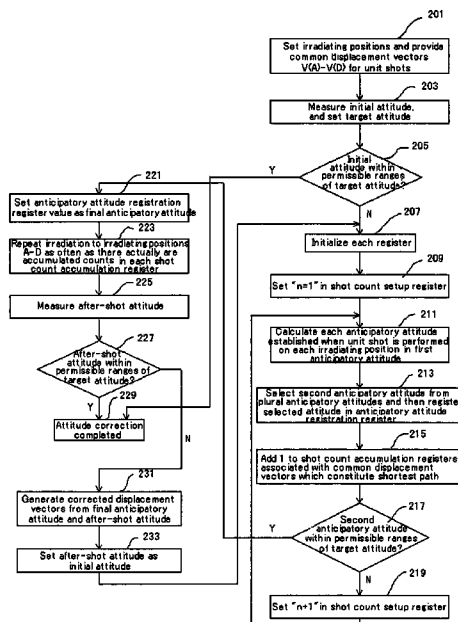 201
Set irradiating positions and provide
common displacement vectors
V(A)-V(D) for unit shots
203
Measure initial attitude,
and set target attitude
205
Initial
attitude within
permissible ranges
of target attitude?
Y
N
207
Initialize each register
209
Set "n=1" in shot count setup register
211
Calculate each anticipatory attitude
established when unit shot is performed
on each irradiating position in first
anticipatory attitude
213
Select second anticipatory attitude from
plural anticipatory attitudes and then register
selected attitude in anticipatory attitude
registration register
215
Add 1 to shot count accumulation registers
associated with common displacement
vectors which constitute shortest path
217
Second
anticipatory attitude
within permissible ranges
of target attitude?
Y
N
219
Set "n+1" in shot count setup register
221
Set anticipatory attitude registration
register value as final anticipatory attitude
223
Repeat irradiation to irradiating positions
A-D as often as there actually are
accumulated counts in each shot
count accumulation register
225
Measure after-shot attitude
227
After-shot
attitude within
permissible ranges of
target attitude?
Y
N
229
Attitude correction
completed
231
Generate corrected displacement
vectors from final anticipatory
attitude and after-shot attitude
233
Set after-shot attitude as
initial attitude